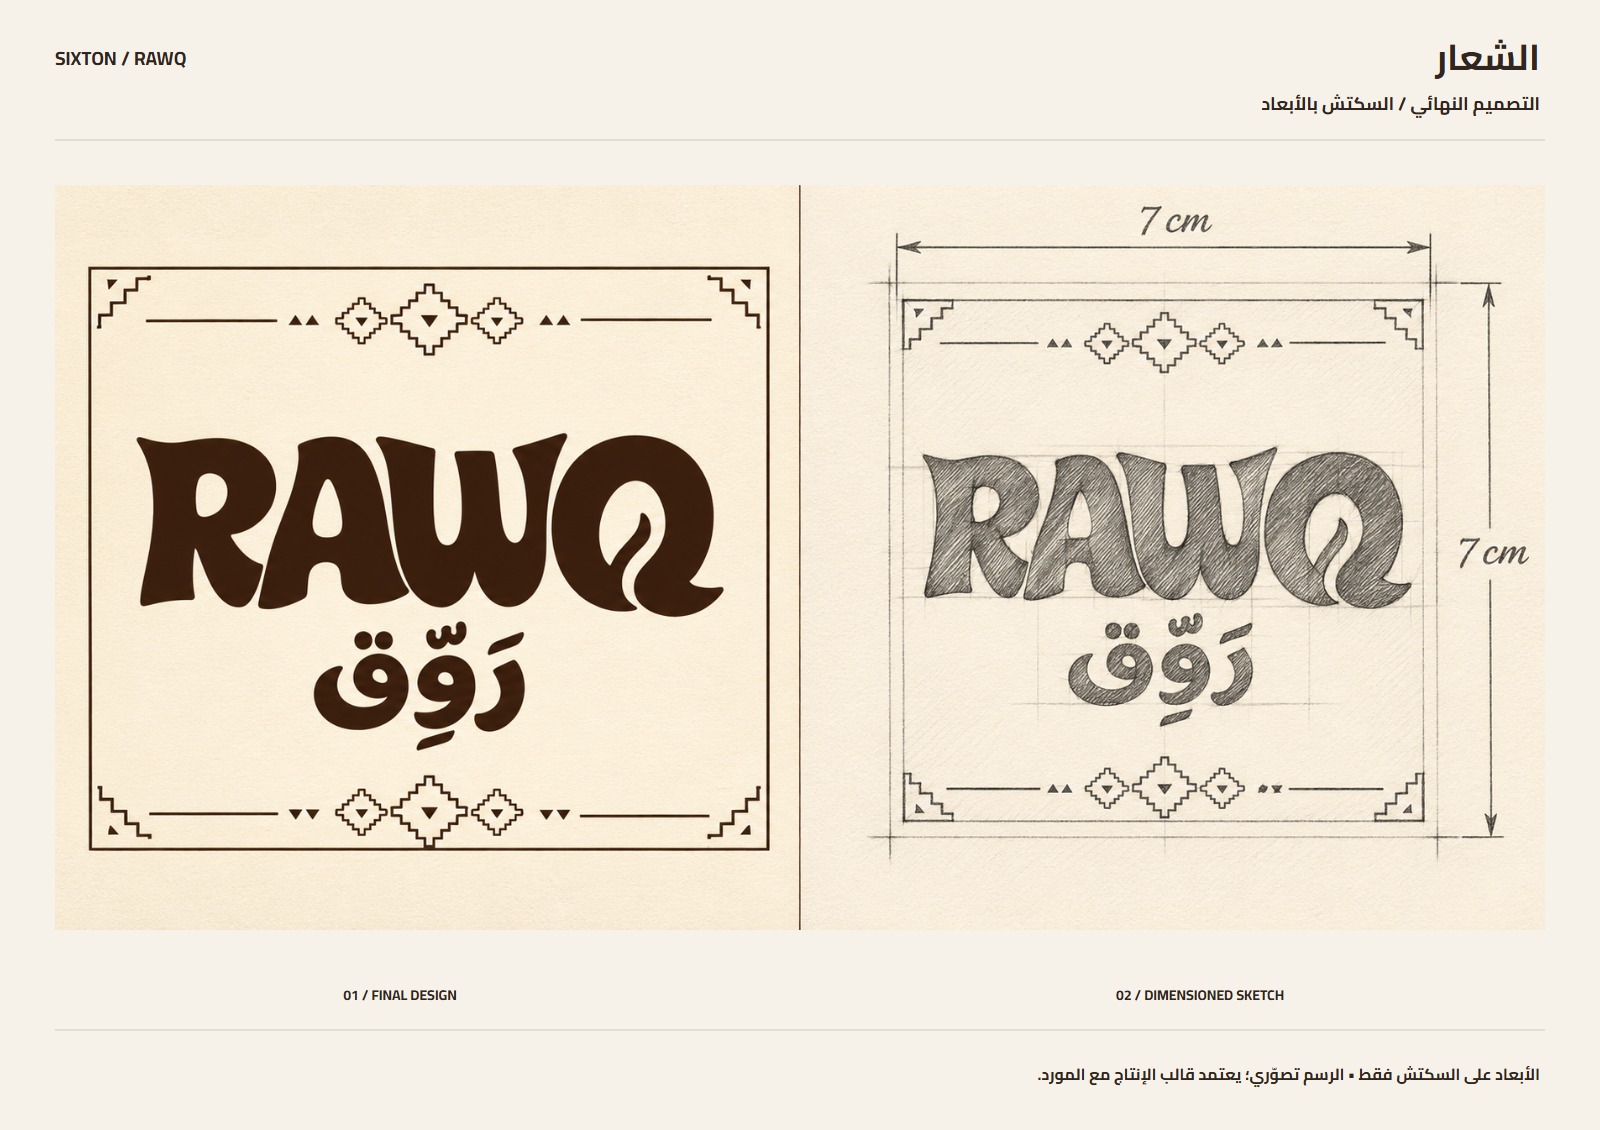 SIXTON / RAWQ
الشعار
التصميم النهائي / السكتش بالأبعاد
RAWQ
رَوِّق
7 cm
RAWQ
رَوِّق
7 cm
01 / FINAL DESIGN
02 / DIMENSIONED SKETCH
الأبعاد على السكتش فقط • الرسم تصوّري؛ يعتمد قالب الإنتاج مع المورد.